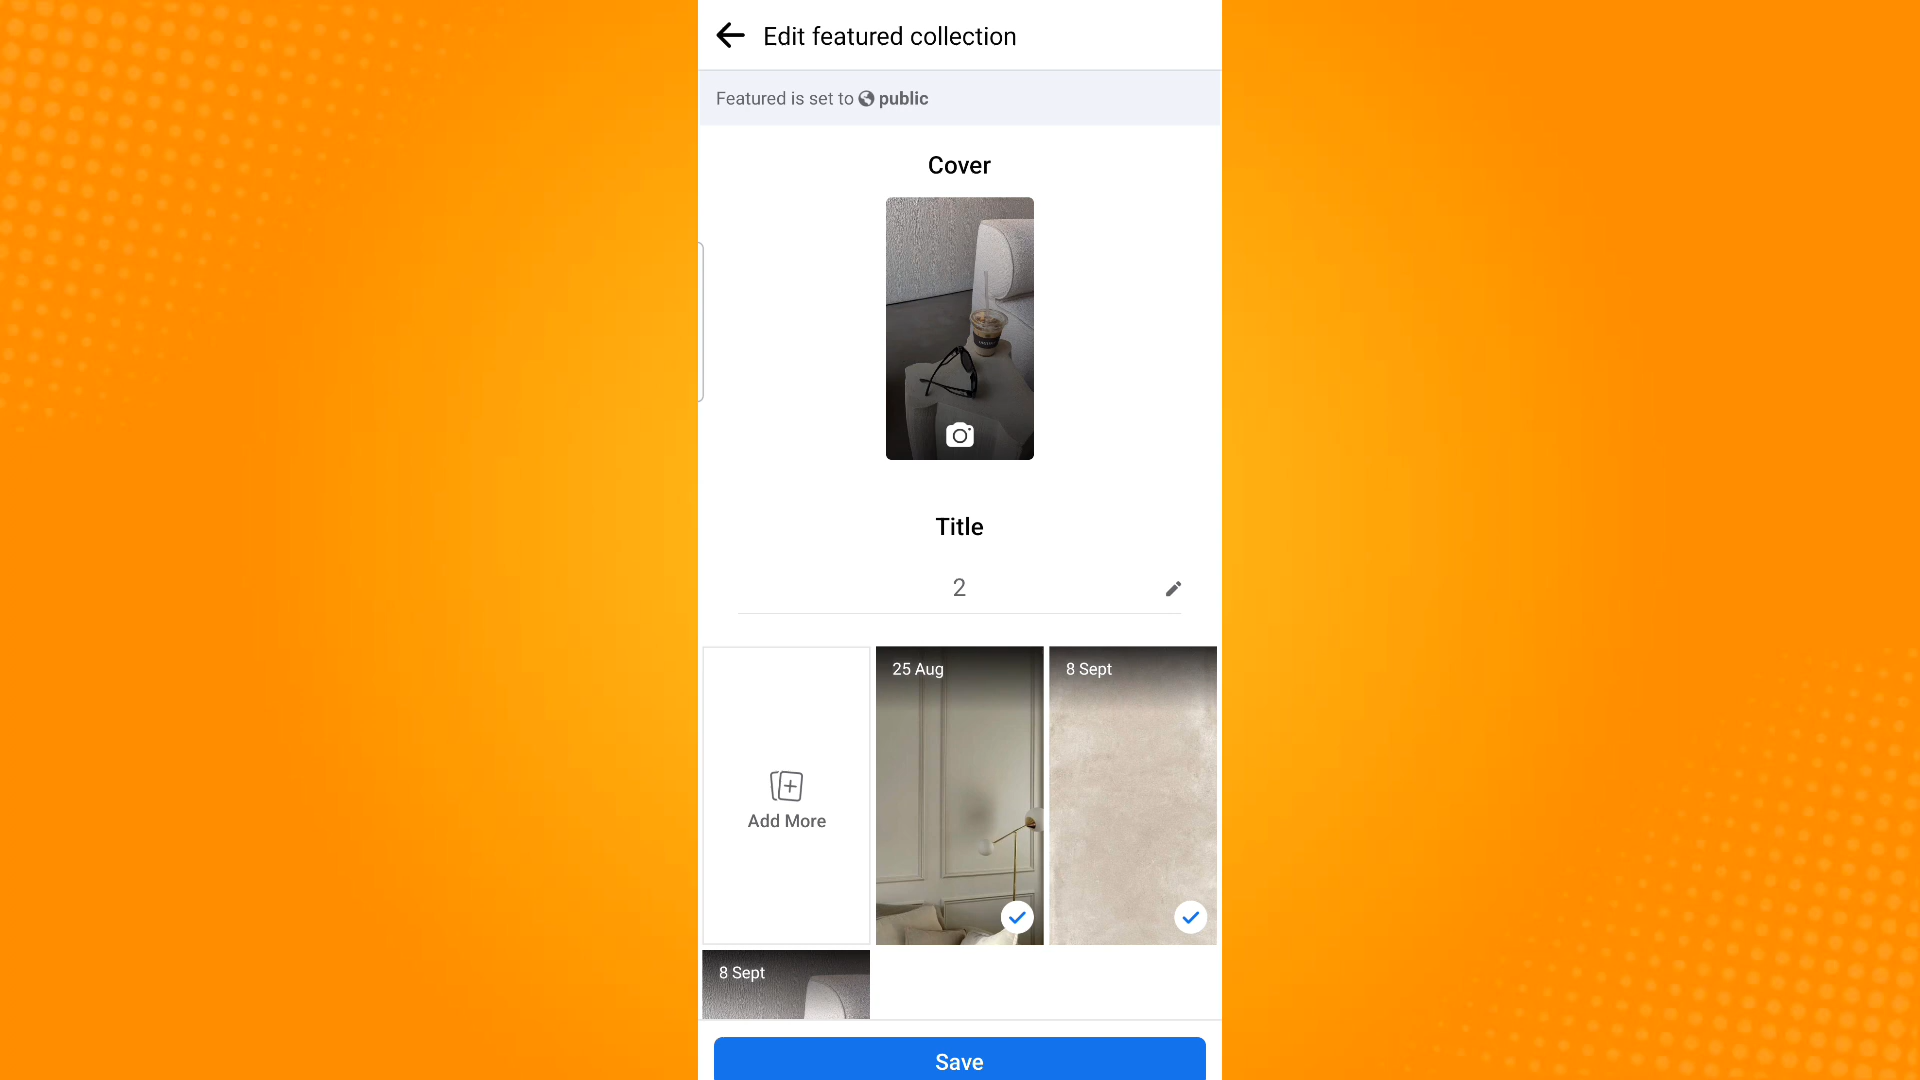 Edit featured collection
Featured is set to public
Cover
Title
2
25 Aug
8 Sept
Add More
8 Sept
Save